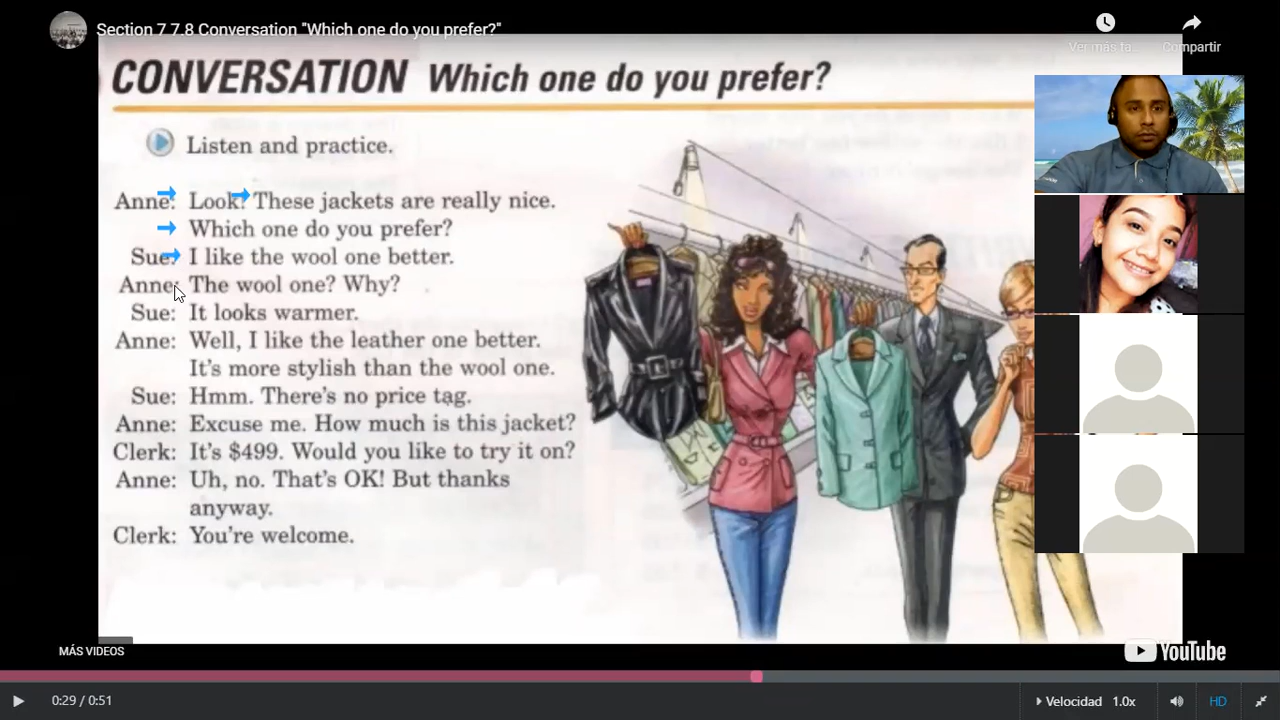 Section 7 7.8 Conversation "Which one do you prefer?"
Ver más ta...
Compartir
CONVERSATION Which one do you prefer?
Listen and practice.
Anne: Look! These jackets are really nice.
Which one do you prefer?
Sue: I like the wool one better.
Anne: The wool one? Why?
Sue: It looks warmer.
Anne: Well, I like the leather one better.
It's more stylish than the wool one.
Sue: Hmm. There's no price tag.
Anne: Excuse me. How much is this jacket?
Clerk: It's $499. Would you like to try it on?
Anne: Uh, no. That's OK! But thanks
anyway.
Clerk: You're welcome.
MÁS VIDEOS
YouTube
0:29 / 0:51
Velocidad 1.0x
HD